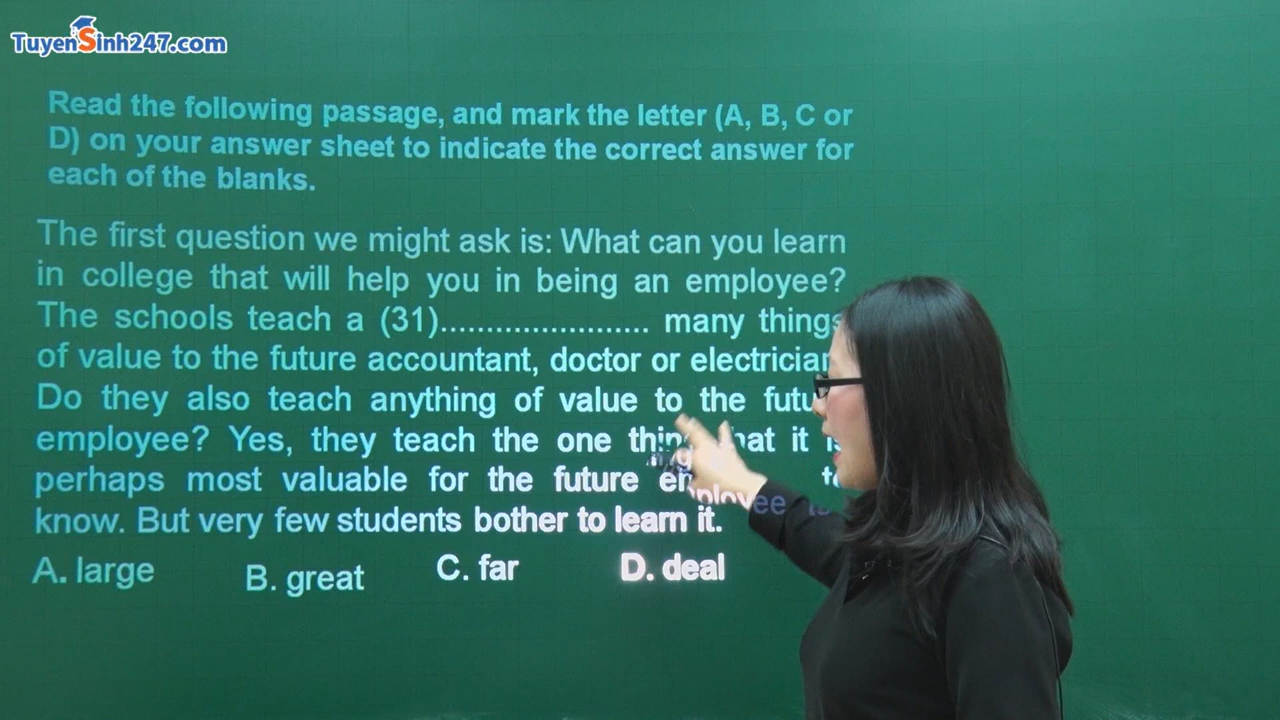 TuyenSinh247.com
Read the following passage, and mark the letter (A, B, C or
D) on your answer sheet to indicate the correct answer for
each of the blanks.
The first question we might ask is: What can you learn
in college that will help you in being an employee?
The schools teach a (31)....................... many things
of value to the future accountant, doctor or electrician
Do they also teach anything of value to the
employee? Yes, they teach the one thing that it is
perhaps most valuable for the future to
know. But very few students bother to learn it.
A. large
B. great
C. far
D. deal